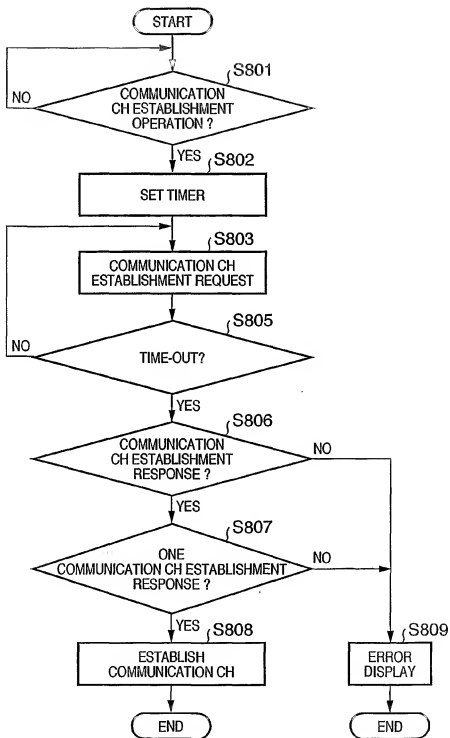 START
S801
COMMUNICATION
CH ESTABLISHMENT
OPERATION ?
NO
YES
S802
SET TIMER
S803
COMMUNICATION CH
ESTABLISHMENT REQUEST
S805
TIME-OUT?
NO
YES
S806
COMMUNICATION
CH ESTABLISHMENT
RESPONSE ?
NO
YES
S807
ONE
COMMUNICATION CH ESTABLISHMENT
RESPONSE ?
NO
YES
S808
ESTABLISH
COMMUNICATION CH
S809
ERROR
DISPLAY
END
END